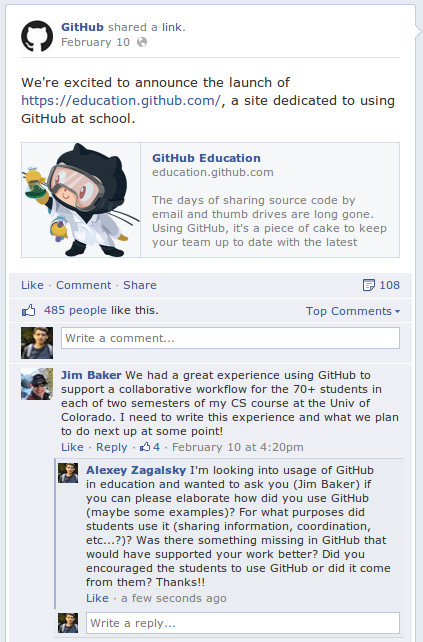 GitHub shared a link.
February 10
We're excited to announce the launch of
https://education.github.com/, a site dedicated to using
GitHub at school.
GitHub Education
education.github.com
The days of sharing source code by
email and thumb drives are long gone.
Using GitHub, it's a piece of cake to keep
your team up to date with the latest
Like · Comment · Share 108
485 people like this. Top Comments
Write a comment...
Jim Baker We had a great experience using GitHub to
support a collaborative workflow for the 70+ students in
each of two semesters of my CS course at the Univ of
Colorado. I need to write this experience and what we plan
to do next up at some point!
Like · Reply · 4 · February 10 at 4:20pm
Alexey Zagalsky I'm looking into usage of GitHub
in education and wanted to ask you (Jim Baker) if
you can please elaborate how did you use GitHub
(maybe some examples)? For what purposes did
students use it (sharing information, coordination,
etc...?)? Was there something missing in GitHub that
would have supported your work better? Did you
encouraged the students to use GitHub or did it come
from them? Thanks!!
Like · a few seconds ago
Write a reply...